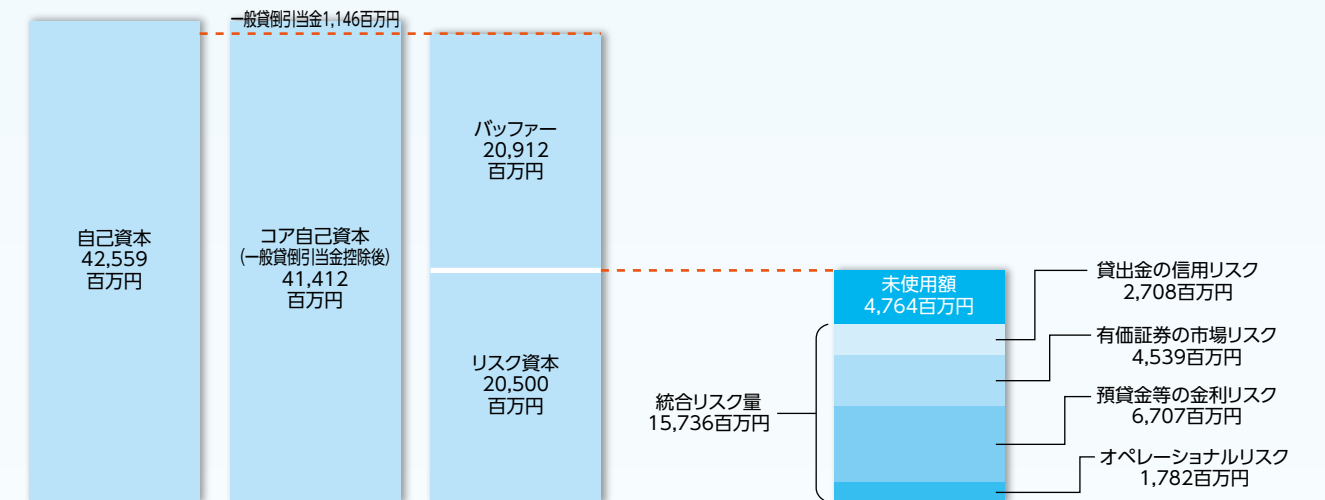 一般貸倒引当金1,146百万円
自己資本
42,559
百万円
コア自己資本
(一般貸倒引当金控除後)
41,412
百万円
バッファー
20,912
百万円
リスク資本
20,500
百万円
未使用額
4,764百万円
統合リスク量
15,736百万円
貸出金の信用リスク
2,708百万円
有価証券の市場リスク
4,539百万円
預貸金等の金利リスク
6,707百万円
オペレーショナルリスク
1,782百万円